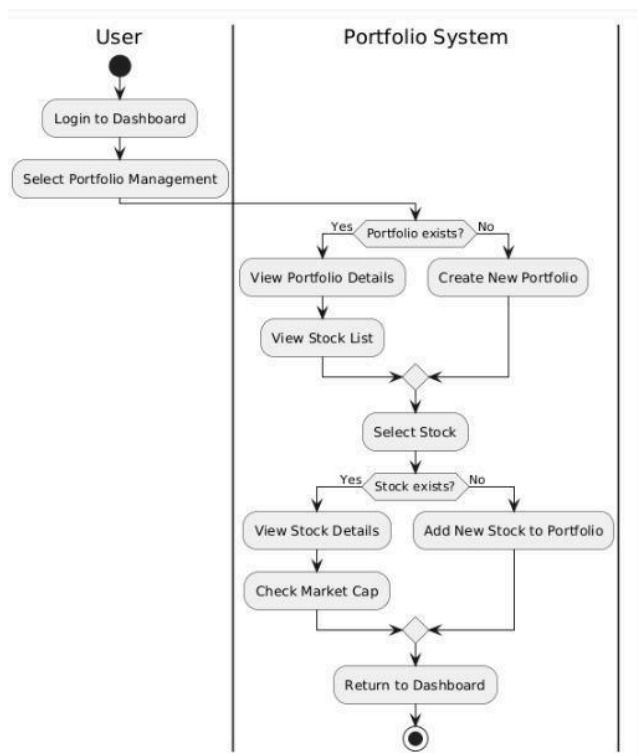 User
Portfolio System
Login to Dashboard
Select Portfolio Management
Yes
Portfolio exists?
No
View Portfolio Details
Create New Portfolio
View Stock List
Select Stock
Yes
Stock exists?
No
View Stock Details
Add New Stock to Portfolio
Check Market Cap
Return to Dashboard